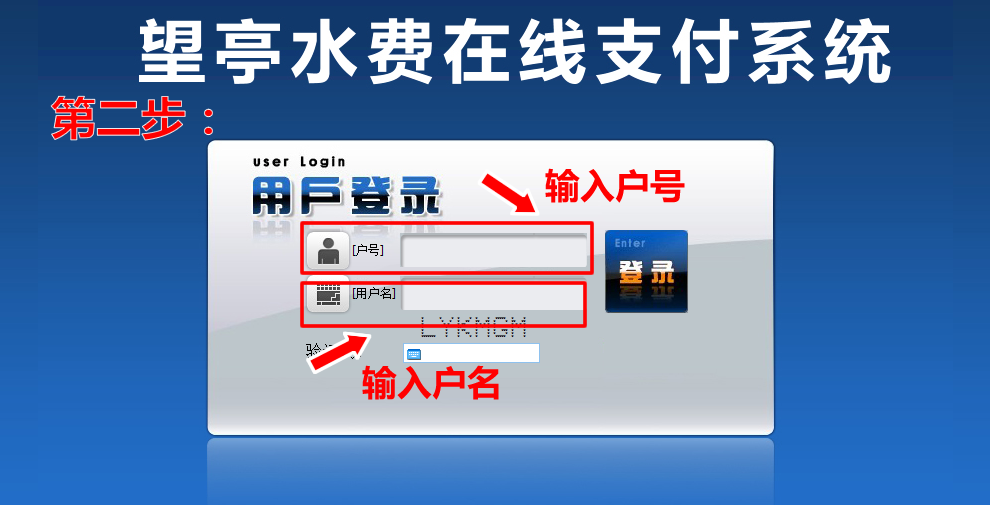 望亭水费在线支付系统
第二步：
user Login
用户登录
输入户号
[户号]
Enter
登录
[用户名]
LYKMGM
输入户名